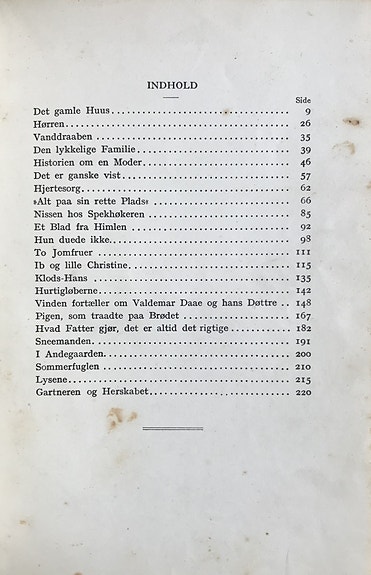 INDHOLD
Side
Det gamle Huus 9
Hørren 26
Vanddraaben 35
Den lykkelige Familie 39
Historien om en Moder 46
Det er ganske vist 57
Hjertesorg 62
»Alt paa sin rette Plads« 66
Nissen hos Spekhøkeren 85
Et Blad fra Himlen 92
Hun duede ikke 98
To Jomfruer 111
Ib og lille Christine 115
Klods-Hans 135
Hurtigløberne 142
Vinden fortæller om Valdemar Daae og hans Døttre 148
Pigen, som traadte paa Brødet 167
Hvad Fatter gjør, det er altid det rigtige 182
Sneemanden 191
I Andegaarden 200
Sommerfuglen 210
Lysene 215
Gartneren og Herskabet 220